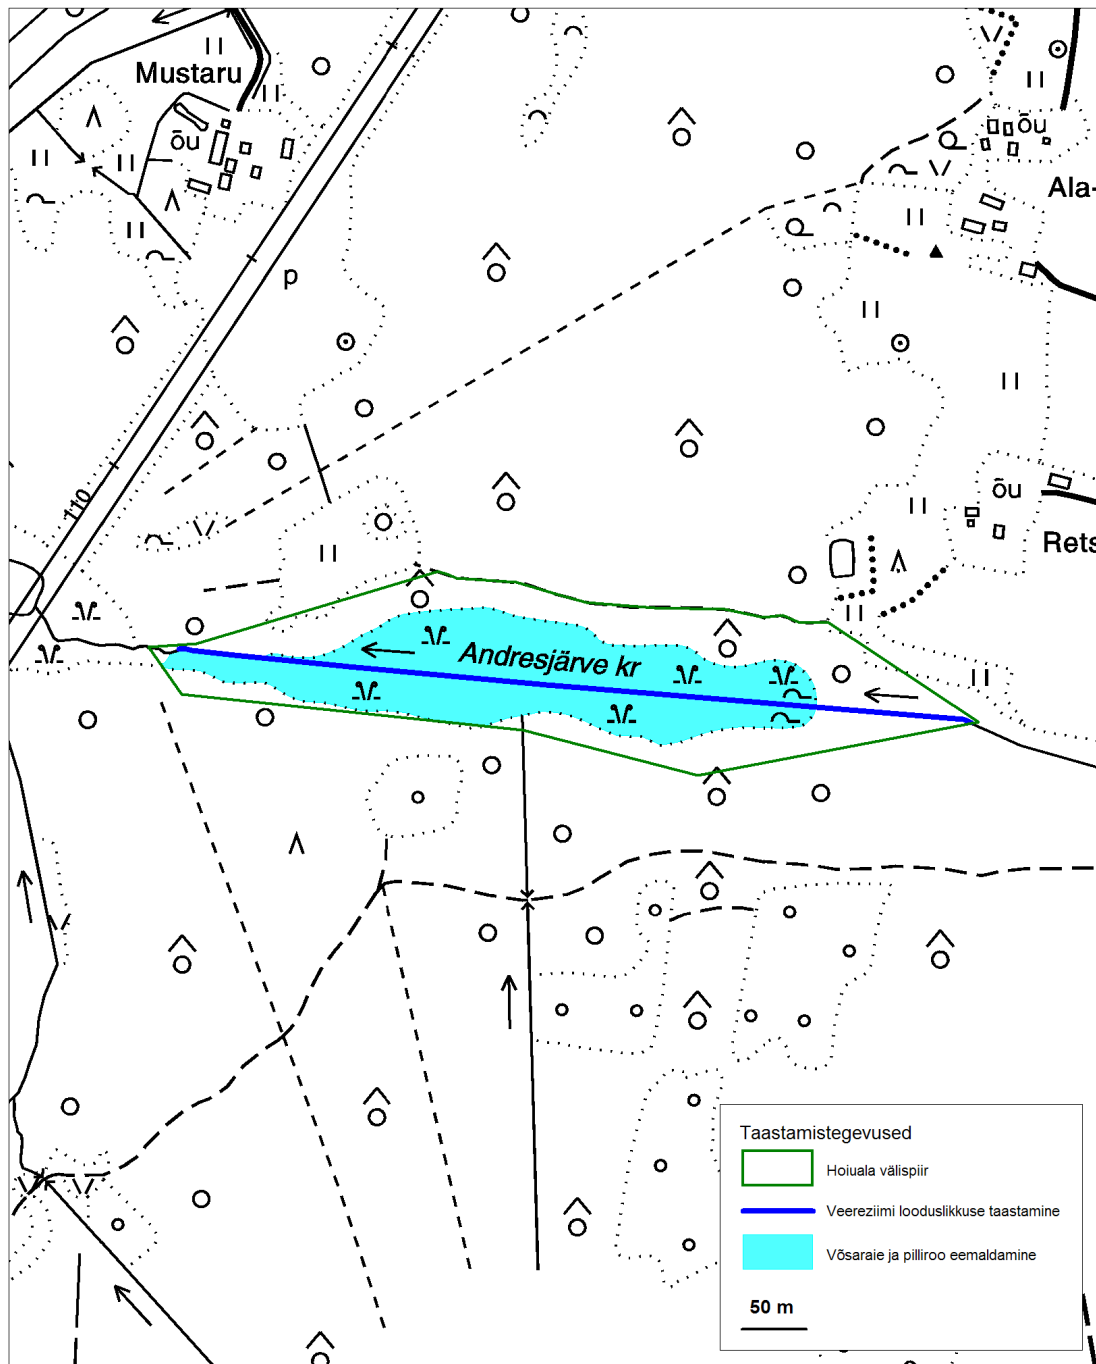 Mustaru
õu
õu
Ala-
p
110
õu
Rets
Andresjärve kr
Taastamistegevused
Hoiuala välispiir
Veereziimi looduslikkuse taastamine
Võsaraie ja pilliroo eemaldamine
50 m